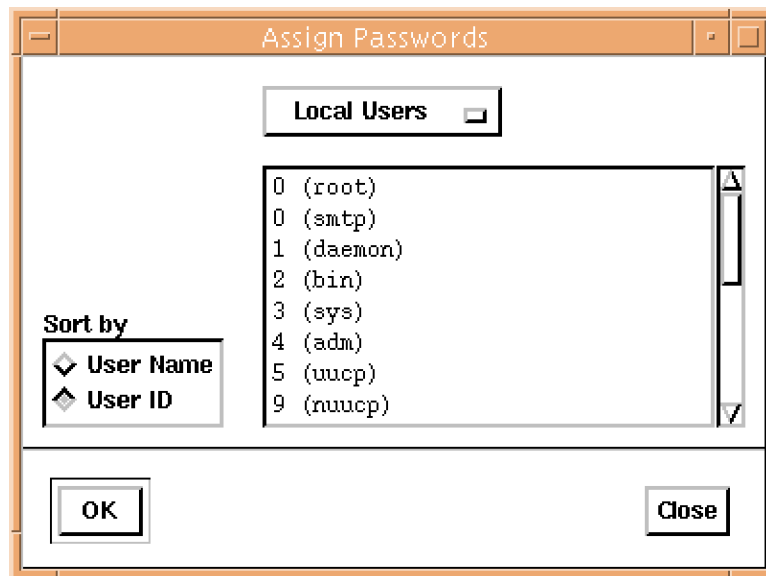 Assign Passwords
Local Users
0 (root)
0 (smtp)
1 (daemon)
2 (bin)
3 (sys)
4 (adm)
5 (uucp)
9 (nuucp)
Sort by
User Name
User ID
OK
Close